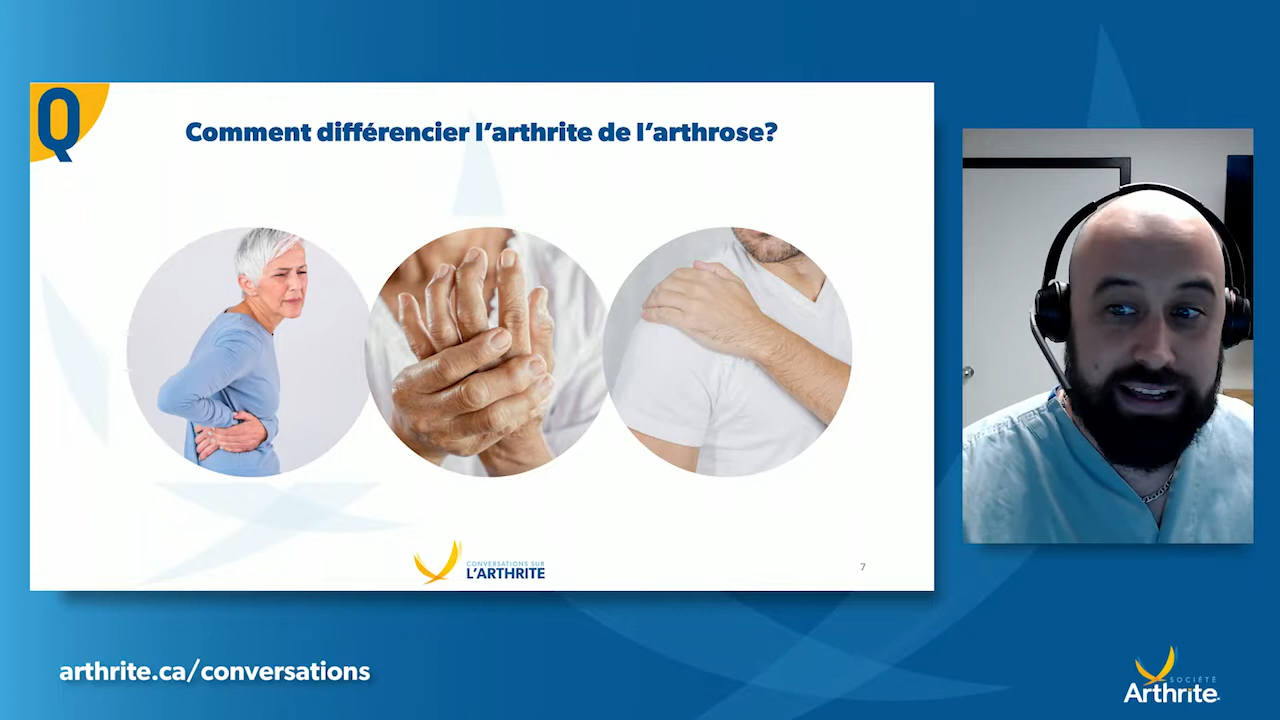 Q
Comment différencier l’arthrite de l’arthrose?
CONVERSATIONS SUR
L’ARTHRITE
7
arthrite.ca/conversations
SOCIÉTÉ
Arthrite